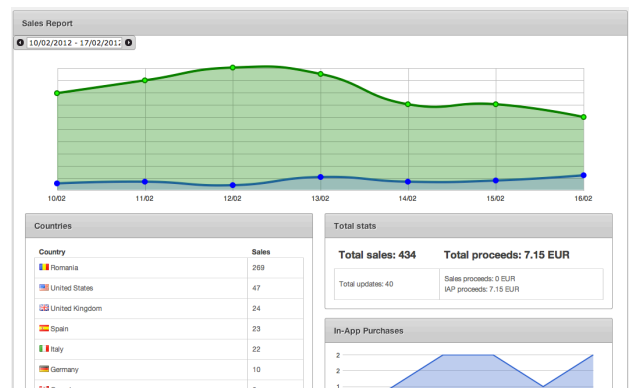 Sales Report
10/02/2012 - 17/02/2012
10/02 11/02 12/02 13/02 14/02 15/02 16/02
Countries
Country Sales
Romania 269
United States 47
United Kingdom 24
Spain 23
Italy 22
Germany 10
Total stats
Total sales: 434 Total proceeds: 7.15 EUR
Total updates: 40
Sales proceeds: 0 EUR
IAP proceeds: 7.15 EUR
In-App Purchases
2
2
1